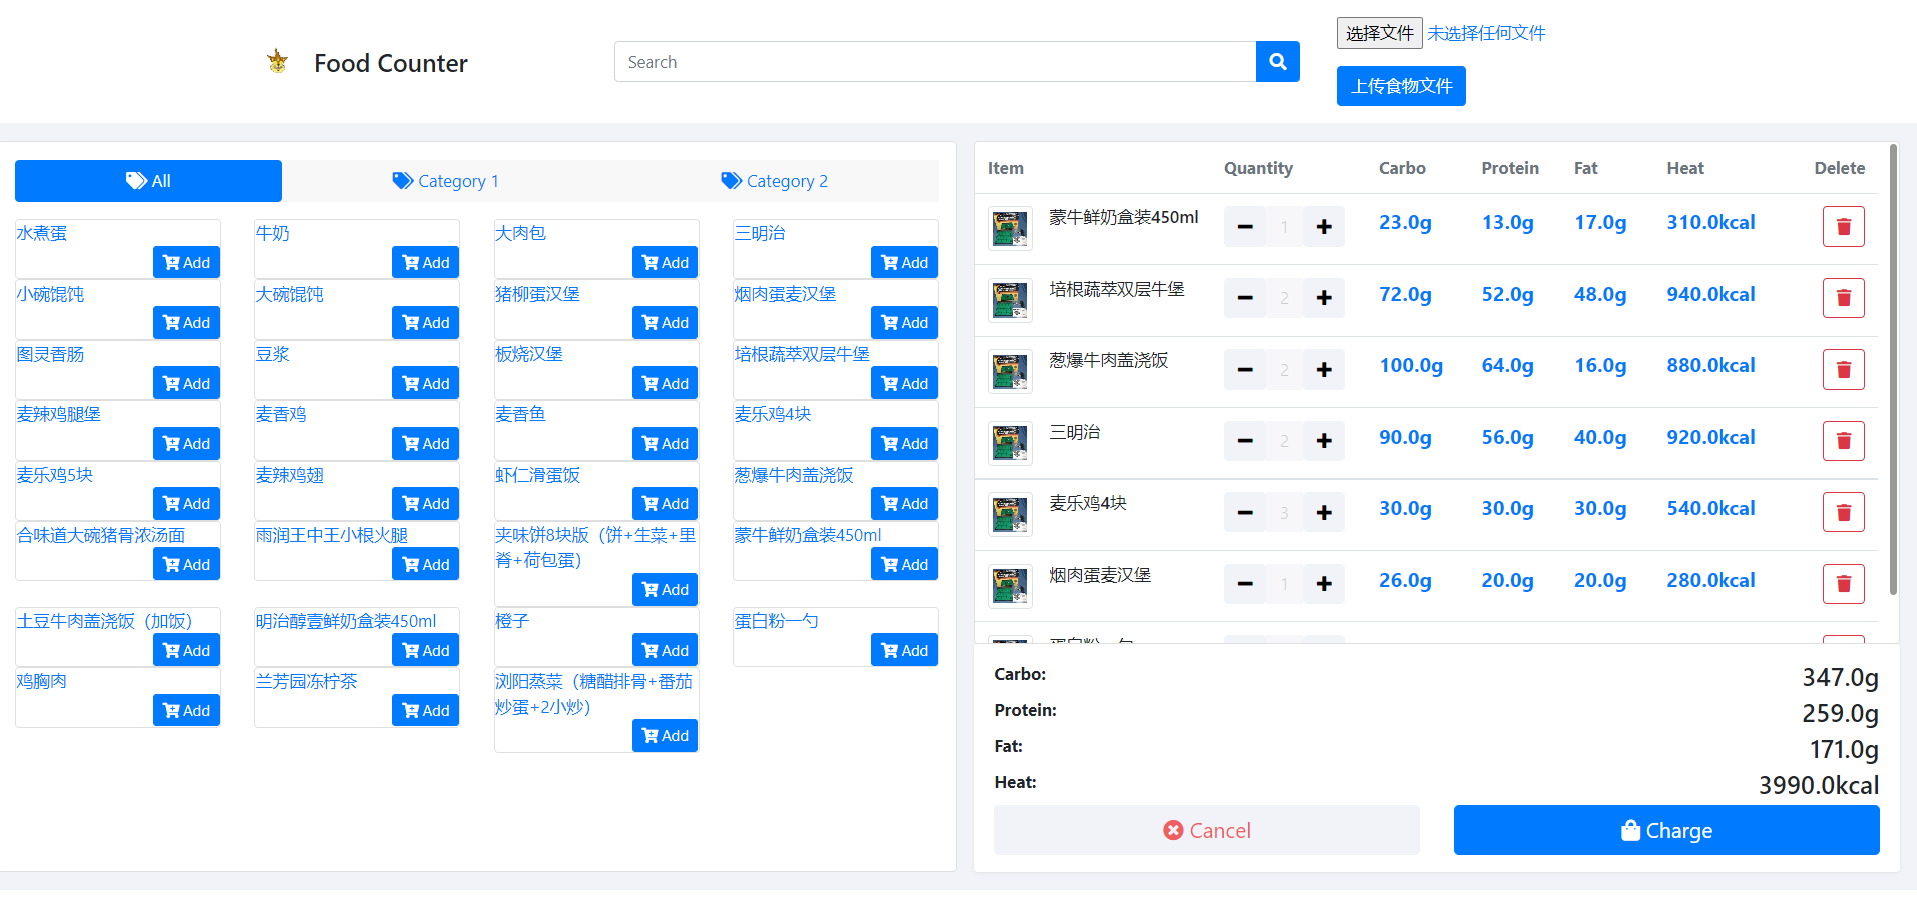 Food Counter
Search
选择文件 未选择任何文件
上传食物文件
All
Category 1
Category 2
水煮蛋
Add
牛奶
Add
大肉包
Add
三明治
Add
小碗馄饨
Add
大碗馄饨
Add
猪柳蛋汉堡
Add
烟肉蛋麦汉堡
Add
图灵香肠
Add
豆浆
Add
板烧汉堡
Add
培根蔬萃双层牛堡
Add
麦辣鸡腿堡
Add
麦香鸡
Add
麦香鱼
Add
麦乐鸡4块
Add
麦乐鸡5块
Add
麦辣鸡翅
Add
虾仁滑蛋饭
Add
葱爆牛肉盖浇饭
Add
合味道大碗猪骨浓汤面
Add
雨润王中王小根火腿
Add
夹味饼8块版（饼+生菜+里
脊+荷包蛋）
Add
蒙牛鲜奶盒装450ml
Add
土豆牛肉盖浇饭（加饭）
Add
明治醇壹鲜奶盒装450ml
Add
橙子
Add
蛋白粉一勺
Add
鸡胸肉
Add
兰芳园冻柠茶
Add
浏阳蒸菜（糖醋排骨+番茄
炒蛋+2小炒）
Add
Item Quantity Carbo Protein Fat Heat Delete
蒙牛鲜奶盒装450ml 1 23.0g 13.0g 17.0g 310.0kcal
培根蔬萃双层牛堡 2 72.0g 52.0g 48.0g 940.0kcal
葱爆牛肉盖浇饭 2 100.0g 64.0g 16.0g 880.0kcal
三明治 2 90.0g 56.0g 40.0g 920.0kcal
麦乐鸡4块 3 30.0g 30.0g 30.0g 540.0kcal
烟肉蛋麦汉堡 1 26.0g 20.0g 20.0g 280.0kcal
蛋白粉一勺
Carbo: 347.0g
Protein: 259.0g
Fat: 171.0g
Heat: 3990.0kcal
Cancel
Charge